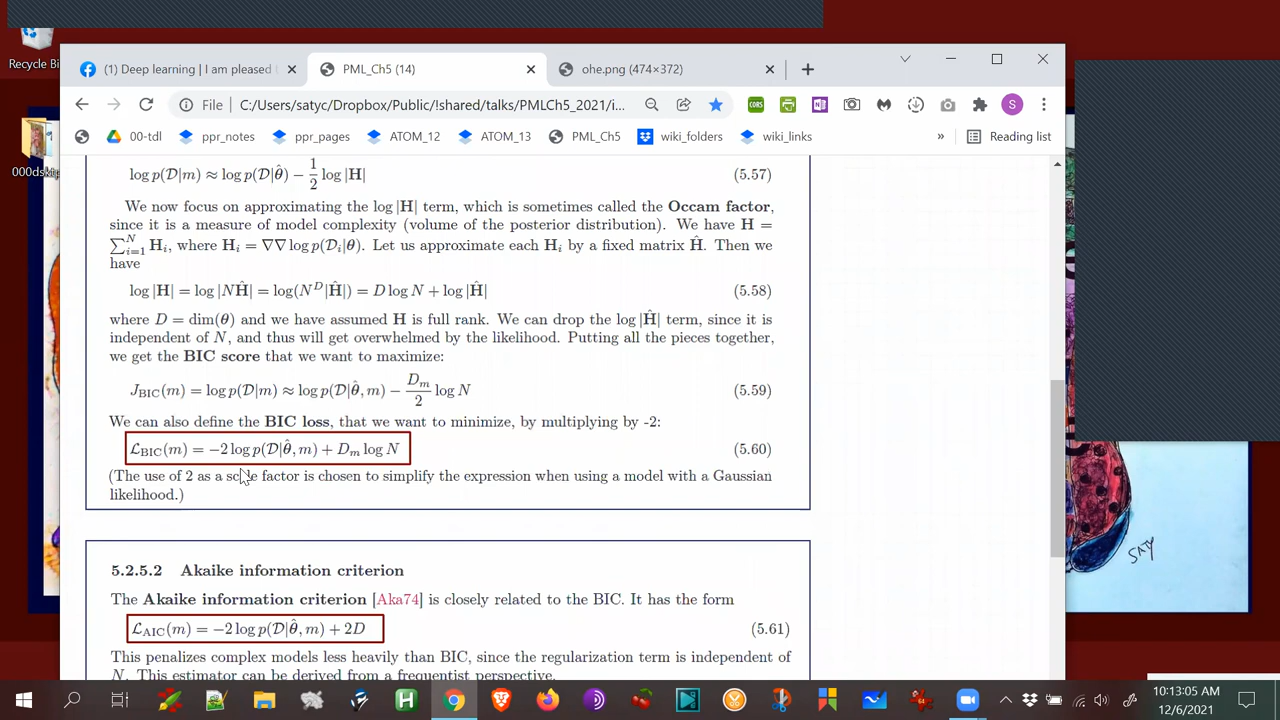 Recycle Bi
(1) Deep learning | I am pleased
PML_Ch5 (14)
ohe.png (474×372)
File C:/Users/satyc/Dropbox/Public/!shared/talks/PMLCh5_2021/i...
CORS
S
00-tdl
ppr_notes
ppr_pages
ATOM_12
ATOM_13
PML_Ch5
wiki_folders
wiki_links
»
Reading list
000dsktp
log p(𝒟|m) ≈ log p(𝒟|θ̂) − 1/2 log |H| (5.57)
We now focus on approximating the log |H| term, which is sometimes called the Occam factor,
since it is a measure of model complexity (volume of the posterior distribution). We have H =
∑ᴺᵢ₌₁ Hᵢ, where Hᵢ = ∇∇ log p(𝒟ᵢ|θ). Let us approximate each Hᵢ by a fixed matrix Ĥ. Then we
have
log |H| = log |NĤ| = log(Nᴰ|Ĥ|) = D log N + log |Ĥ| (5.58)
where D = dim(θ) and we have assumed H is full rank. We can drop the log |Ĥ| term, since it is
independent of N, and thus will get overwhelmed by the likelihood. Putting all the pieces together,
we get the BIC score that we want to maximize:
J_BIC(m) = log p(𝒟|m) ≈ log p(𝒟|θ̂, m) − D_m/2 log N (5.59)
We can also define the BIC loss, that we want to minimize, by multiplying by -2:
ℒ_BIC(m) = −2 log p(𝒟|θ̂, m) + D_m log N (5.60)
(The use of 2 as a scale factor is chosen to simplify the expression when using a model with a Gaussian
likelihood.)
5.2.5.2 Akaike information criterion
The Akaike information criterion [Aka74] is closely related to the BIC. It has the form
ℒ_AIC(m) = −2 log p(𝒟|θ̂, m) + 2D (5.61)
This penalizes complex models less heavily than BIC, since the regularization term is independent of
N. This estimator can be derived from a frequentist perspective.
SATY
10:13:05 AM
12/6/2021